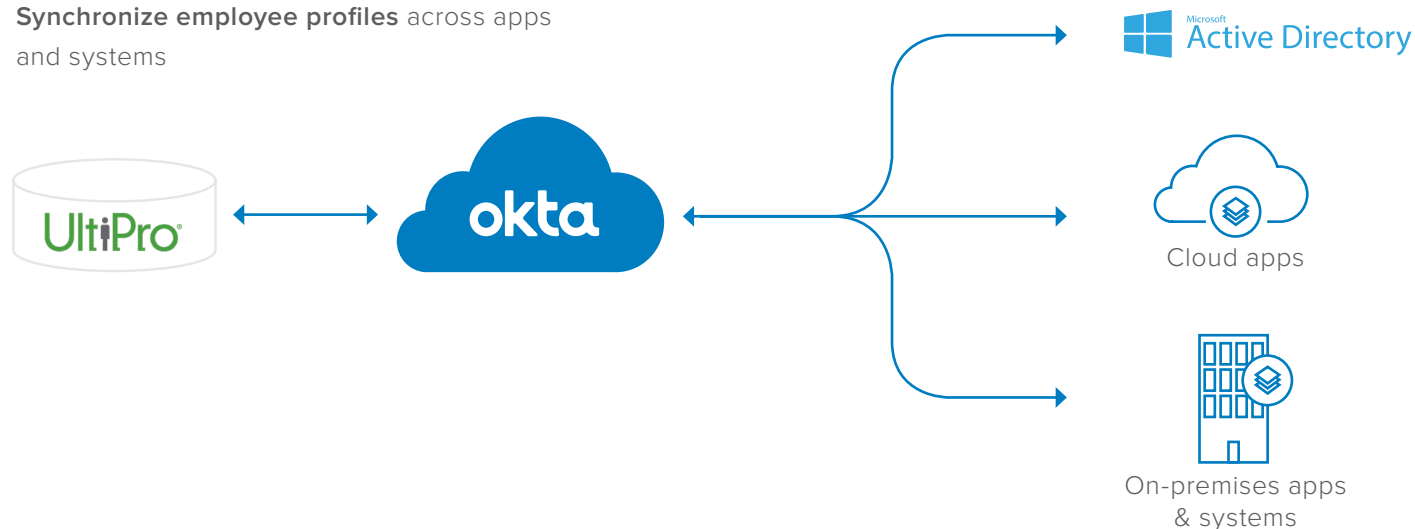 Synchronize employee profiles across apps
and systems
Microsoft
Active Directory
UltiPro®
okta
Cloud apps
On-premises apps
& systems